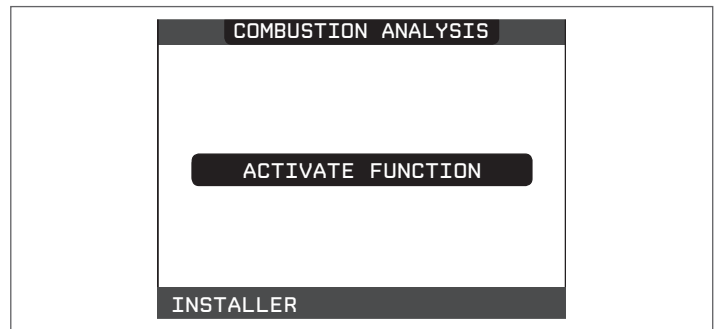 COMBUSTION ANALYSIS
ACTIVATE FUNCTION
INSTALLER